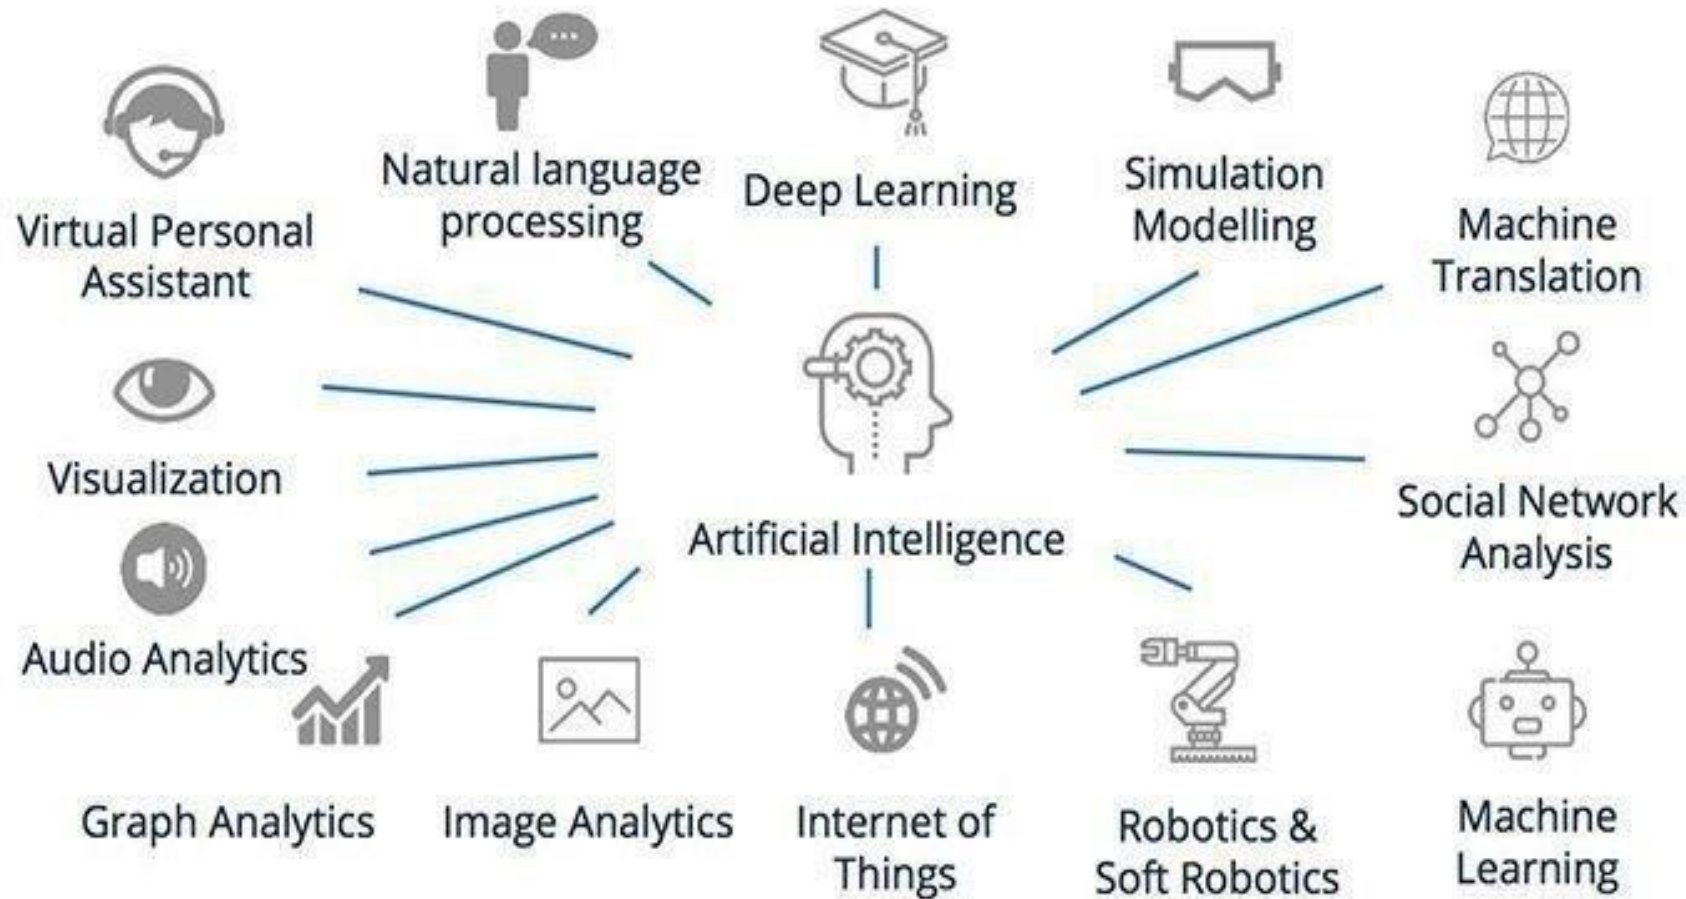 Natural language
processing
Deep Learning
Simulation
Modelling
Virtual Personal
Assistant
Machine
Translation
Visualization
Artificial Intelligence
Social Network
Analysis
Audio Analytics
Graph Analytics
Image Analytics
Internet of
Things
Robotics &
Soft Robotics
Machine
Learning